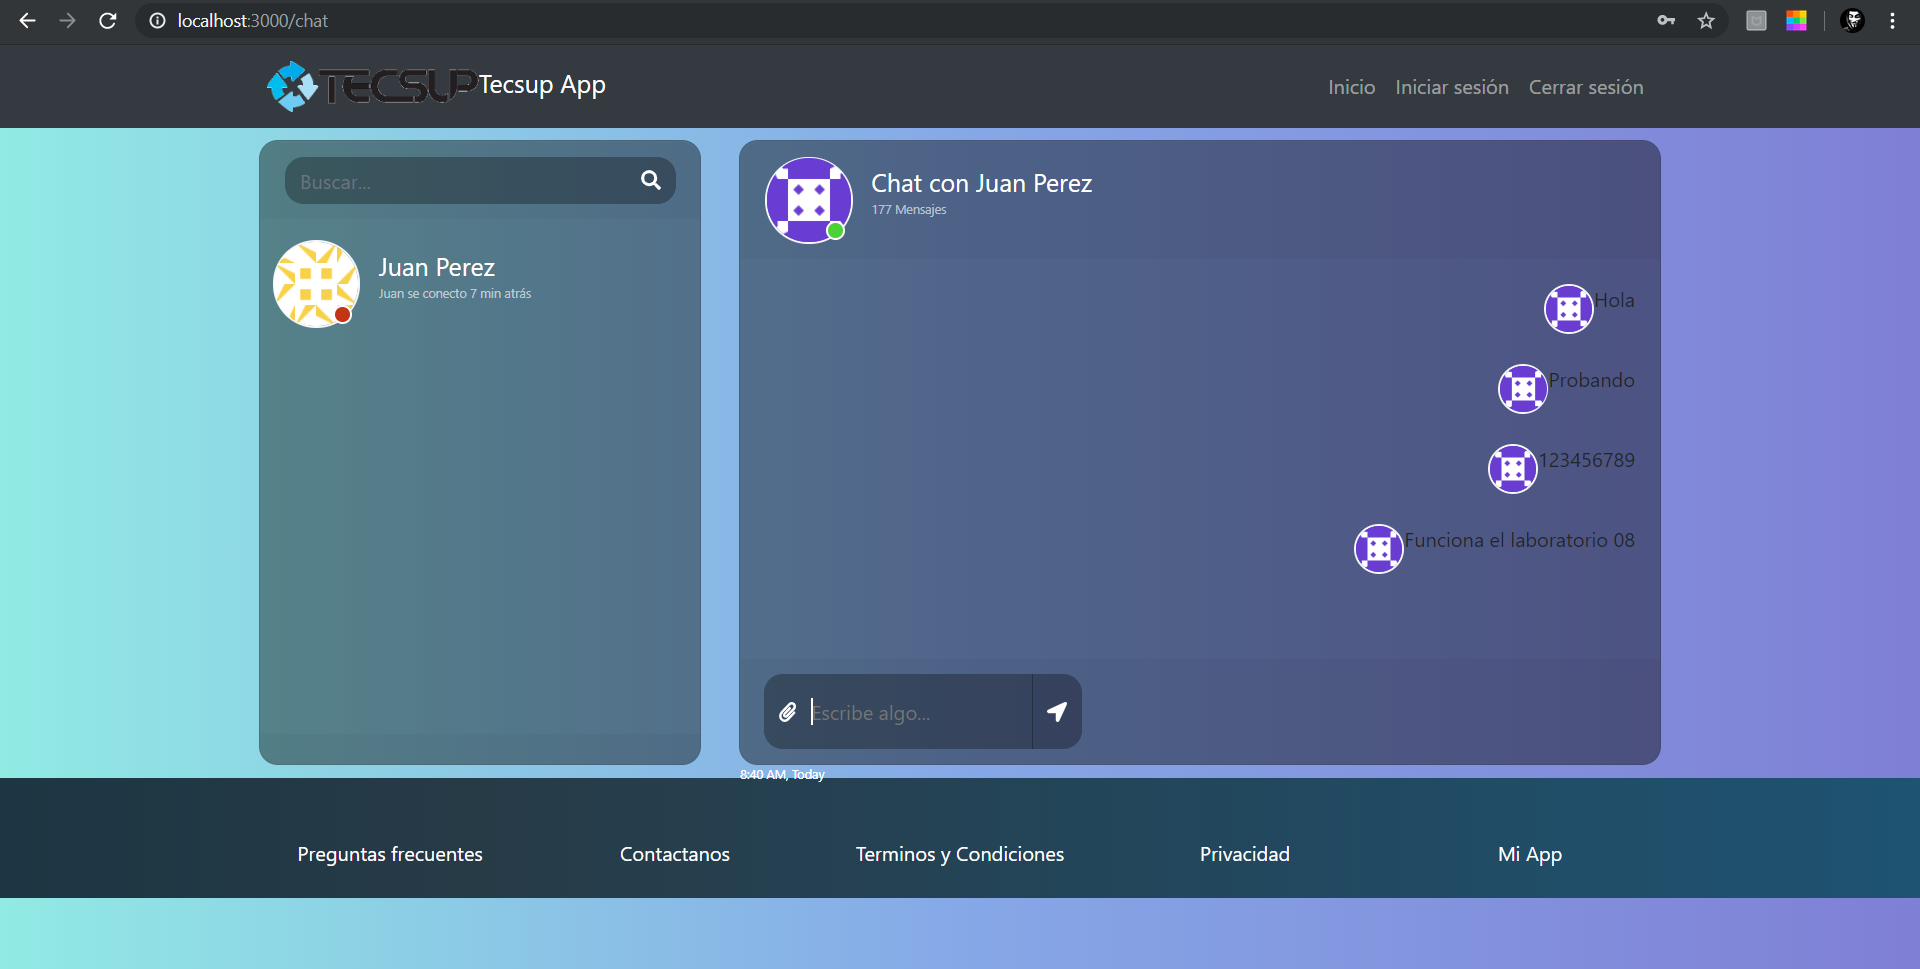 localhost:3000/chat
TECSUP Tecsup App
Inicio
Iniciar sesión
Cerrar sesión
Buscar...
Juan Perez
Juan se conecto 7 min atrás
Chat con Juan Perez
177 Mensajes
Hola
Probando
123456789
Funciona el laboratorio 08
Escribe algo...
8:40 AM, Today
Preguntas frecuentes
Contactanos
Terminos y Condiciones
Privacidad
Mi App